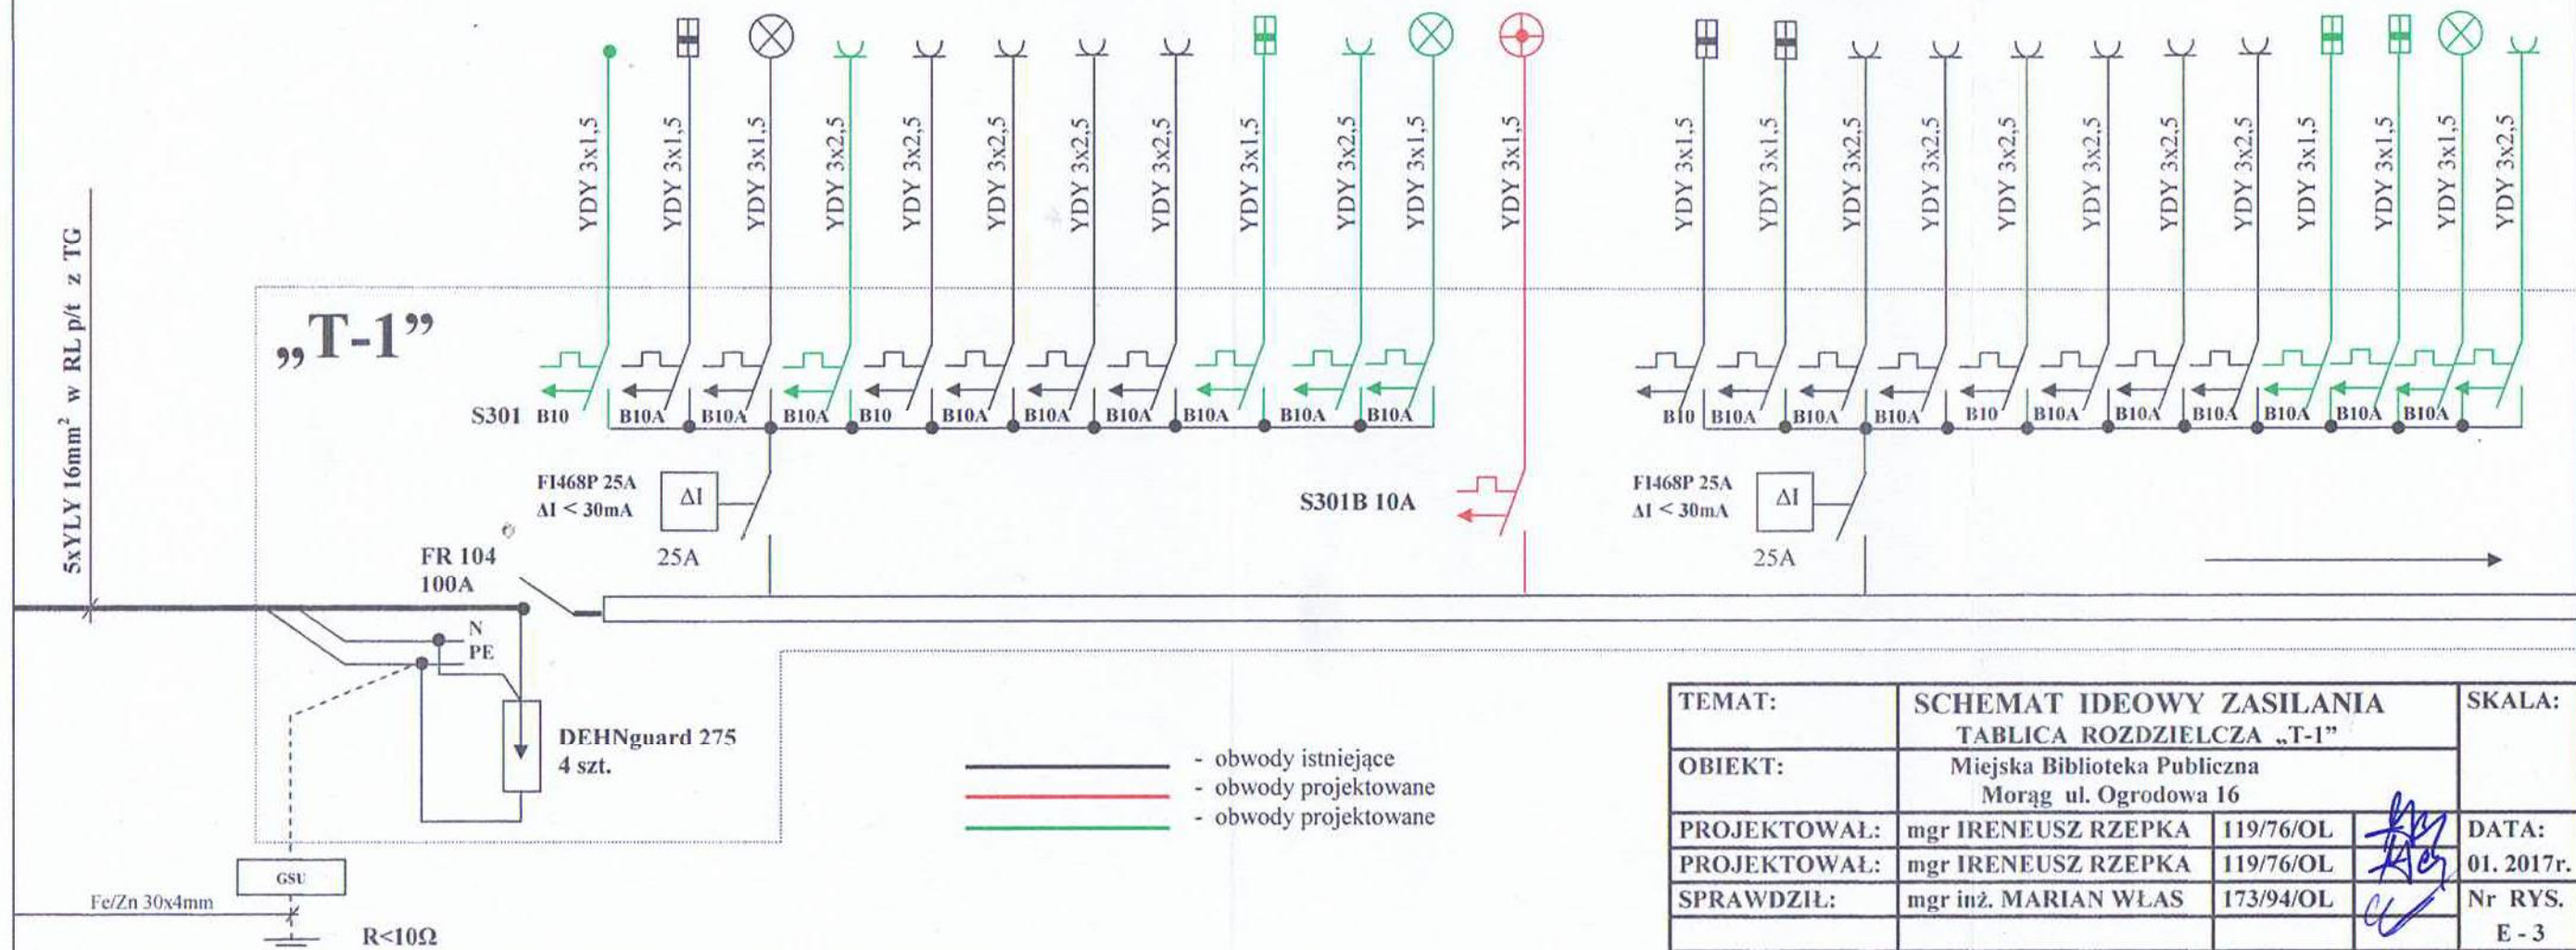 YDY 3x1,5
YDY 3x1,5
YDY 3x1,5
YDY 3x2,5
YDY 3x2,5
YDY 3x2,5
YDY 3x2,5
YDY 3x2,5
YDY 3x1,5
YDY 3x2,5
YDY 3x1,5
YDY 3x1,5
YDY 3x1,5
YDY 3x1,5
YDY 3x2,5
YDY 3x2,5
YDY 3x2,5
YDY 3x2,5
YDY 3x2,5
YDY 3x2,5
YDY 3x1,5
YDY 3x1,5
YDY 3x1,5
YDY 3x2,5
5xYLY 16mm² w RL p/t z TG
„T-1”
S301 B10 B10A B10A B10A B10 B10A B10A B10A B10A B10A B10A
B10 B10A B10A B10A B10 B10A B10A B10A B10A B10A B10A
FI468P 25A
ΔI < 30mA
ΔI
25A
S301B 10A
FI468P 25A
ΔI < 30mA
ΔI
25A
FR 104
100A
N
PE
DEHNguard 275
4 szt.
GSU
Fe/Zn 30x4mm
R<10Ω
- obwody istniejące
- obwody projektowane
- obwody projektowane
TEMAT: SCHEMAT IDEOWY ZASILANIA SKALA:
TABLICA ROZDZIELCZA „T-1”
OBIEKT: Miejska Biblioteka Publiczna
Morąg ul. Ogrodowa 16
PROJEKTOWAŁ: mgr IRENEUSZ RZEPKA 119/76/OL DATA:
PROJEKTOWAŁ: mgr IRENEUSZ RZEPKA 119/76/OL 01. 2017r.
SPRAWDZIŁ: mgr inż. MARIAN WŁAS 173/94/OL Nr RYS.
E - 3